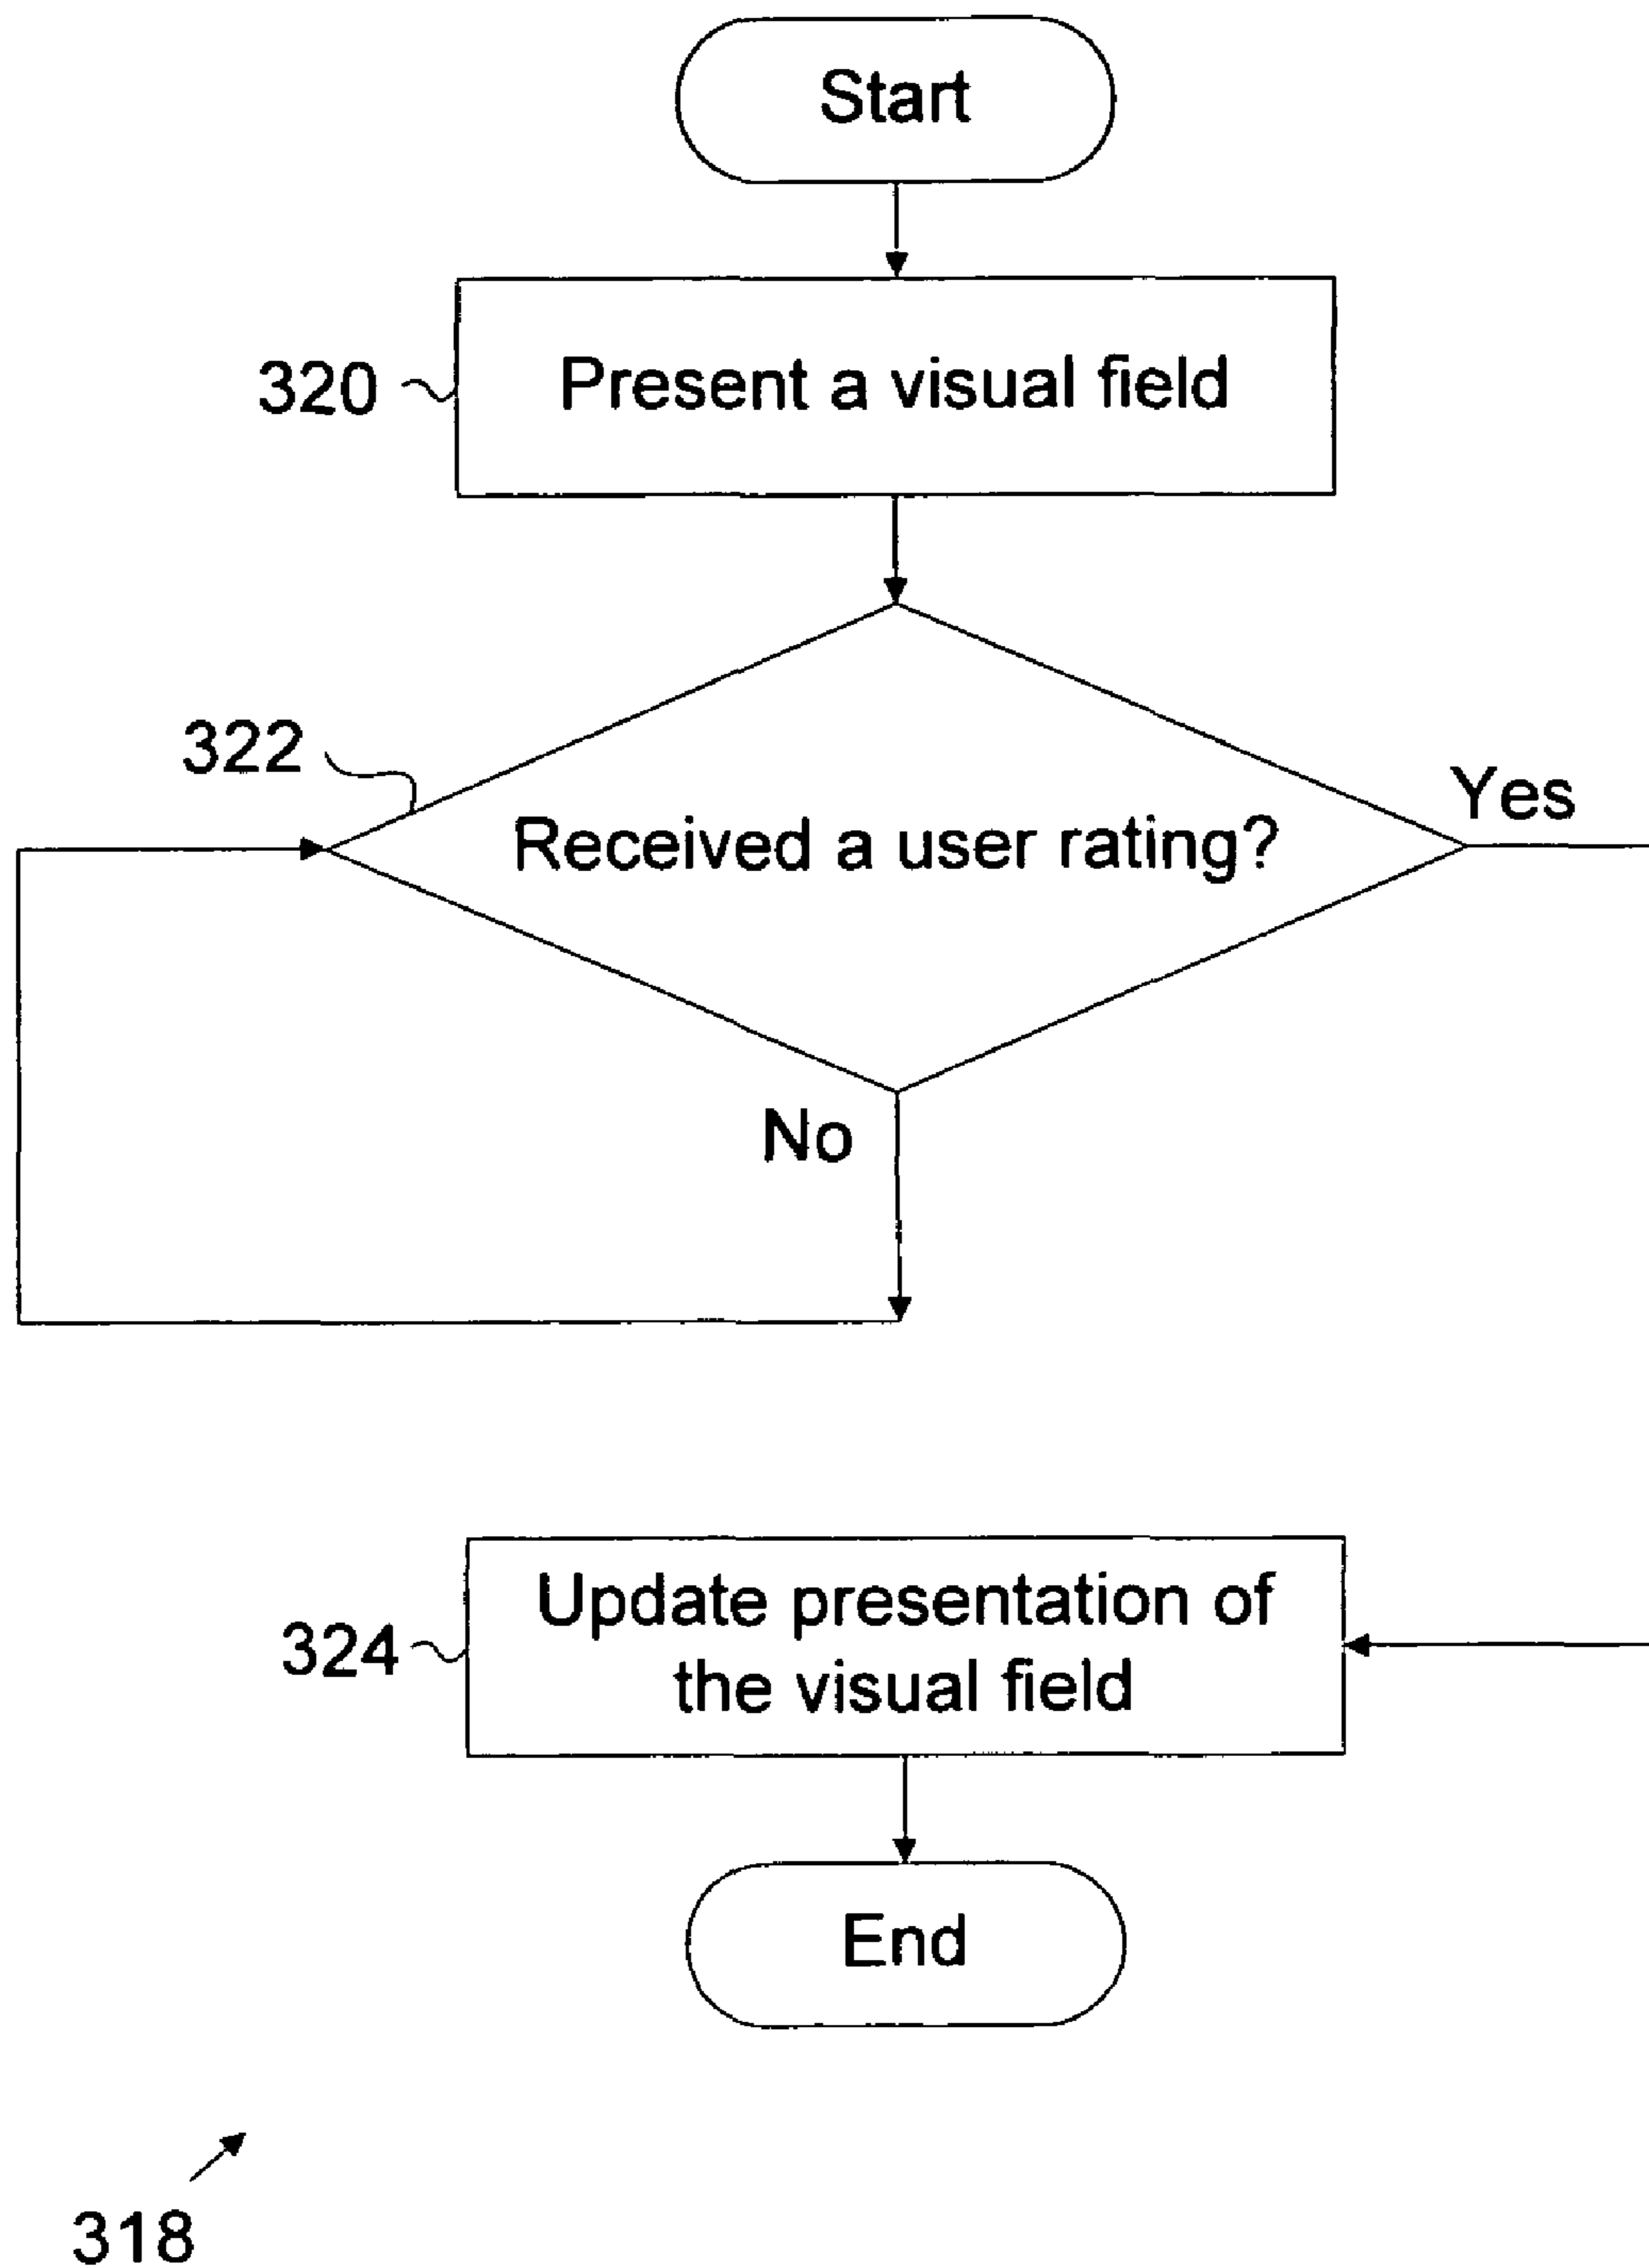 Start
320
Present a visual field
322
Received a user rating?
Yes
No
324
Update presentation of
the visual field
End
318